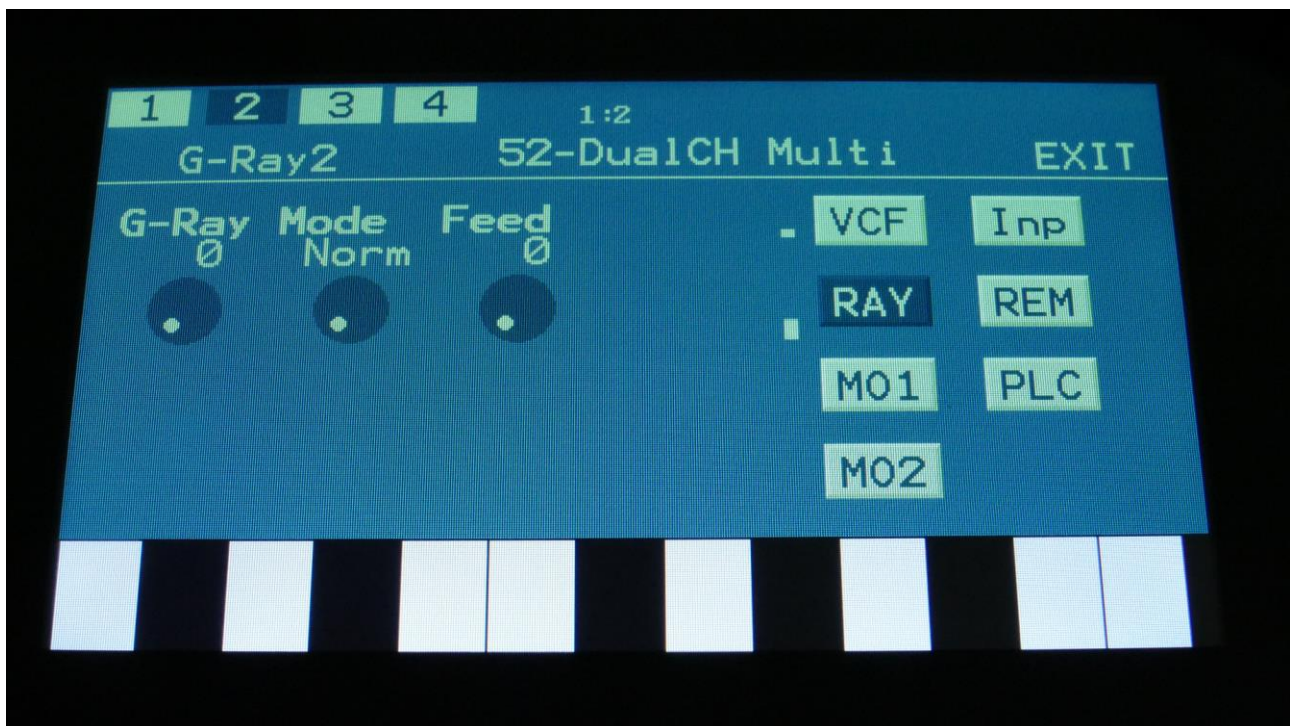 1 2 3 4 1:2
G-Ray2 52-DualCH Multi EXIT
G-Ray Mode Feed VCF Inp
0 Norm 0
RAY REM
MO1 PLC
MO2